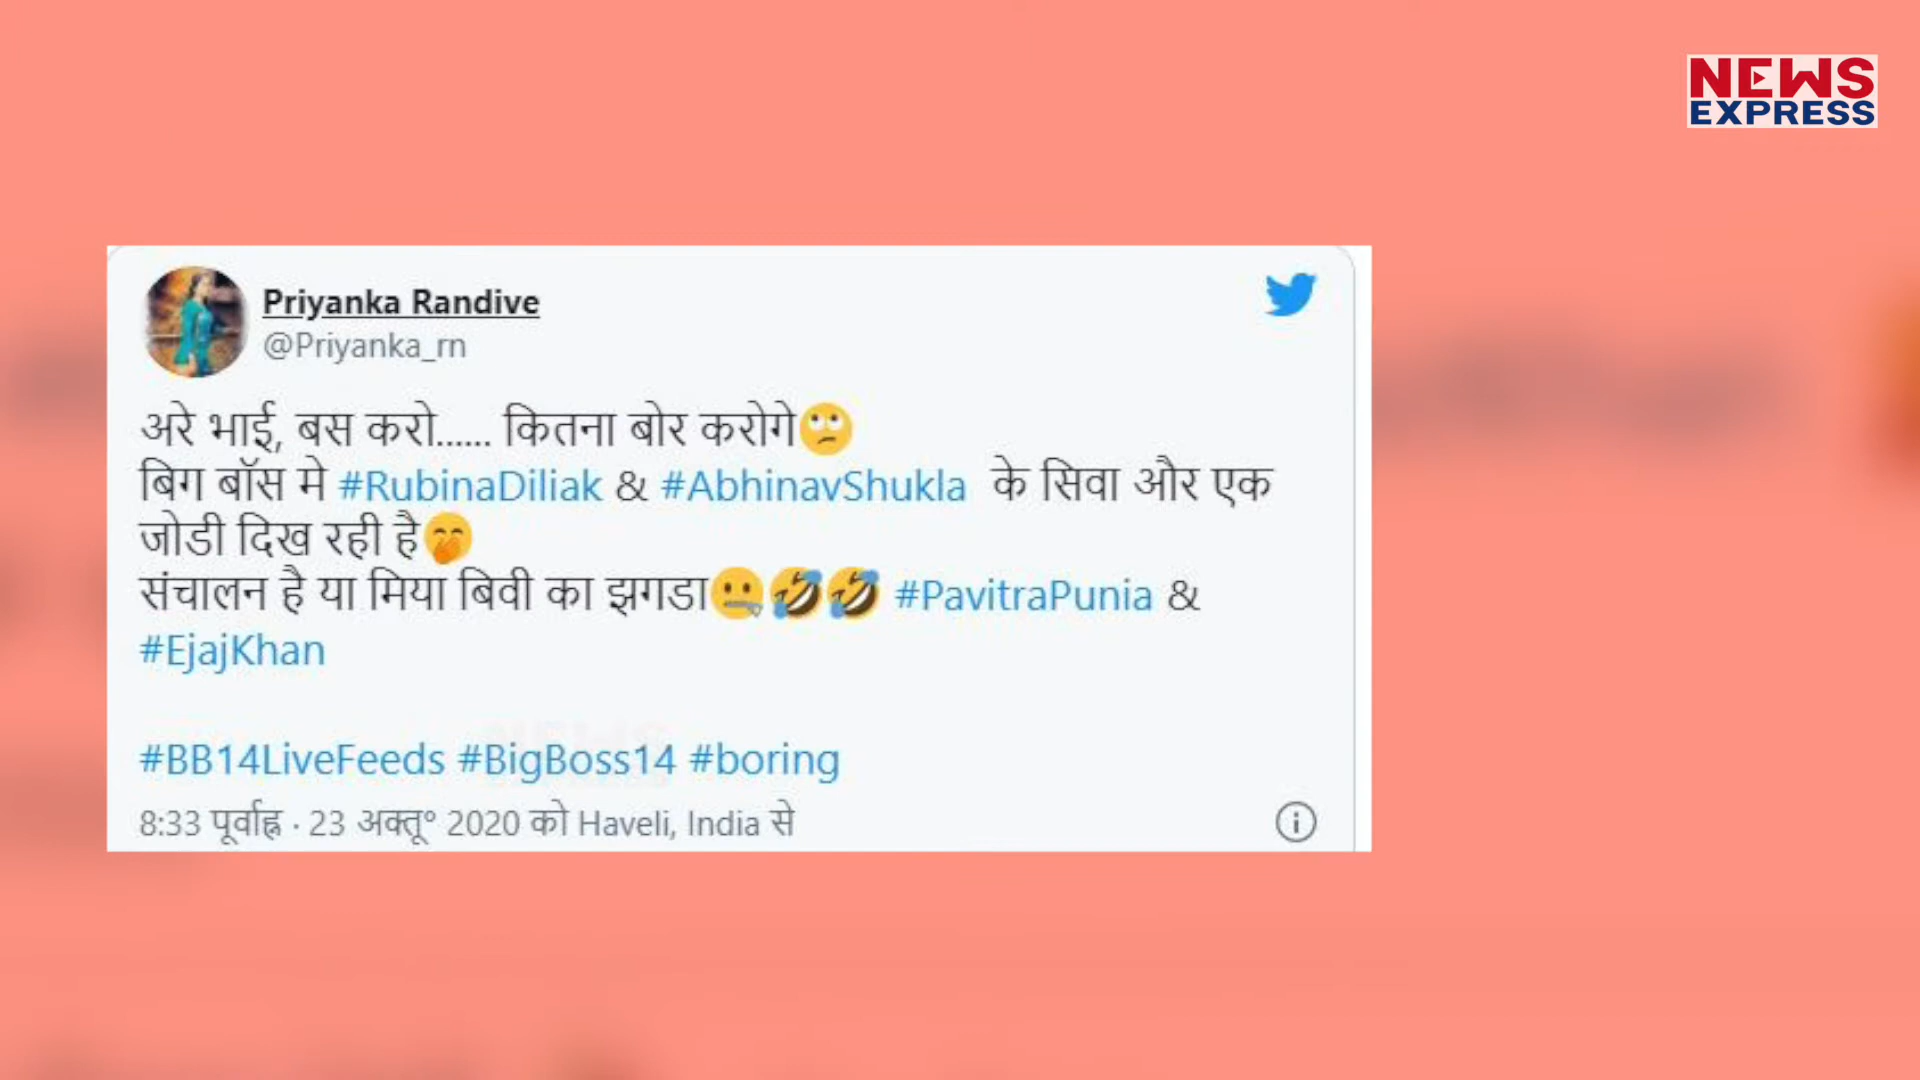 NEWS
EXPRESS
Priyanka Randive
@Priyanka_rn
अरे भाई, बस करो...... कितना बोर करोगे🙄
बिग बॉस मे #RubinaDiliak & #AbhinavShukla के सिवा और एक
जोडी दिख रही है🤭
संचालन है या मिया बिवी का झगडा🤐🤣🤣 #PavitraPunia &
#EjajKhan
#BB14LiveFeeds #BigBoss14 #boring
8:33 पूर्वाह्न · 23 अक्तू॰ 2020 को Haveli, India से